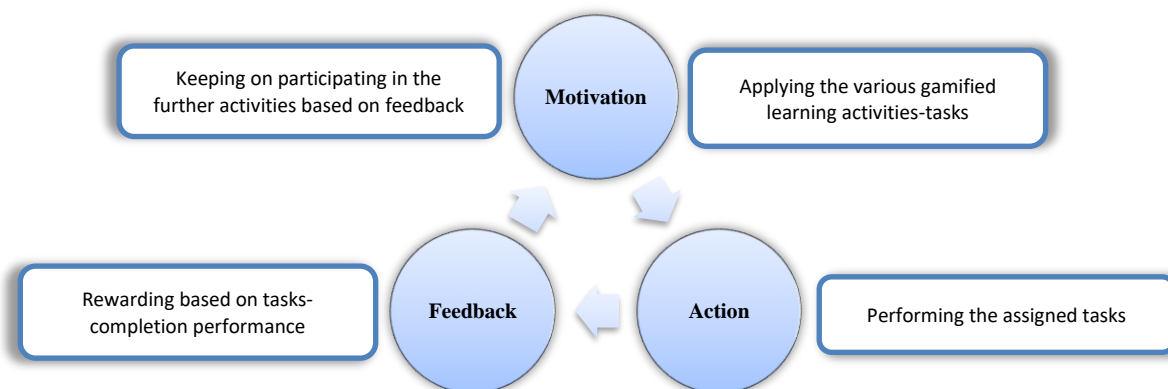 Keeping on participating in the
further activities based on feedback
Motivation
Applying the various gamified
learning activities-tasks
Rewarding based on tasks-
completion performance
Feedback
Action
Performing the assigned tasks